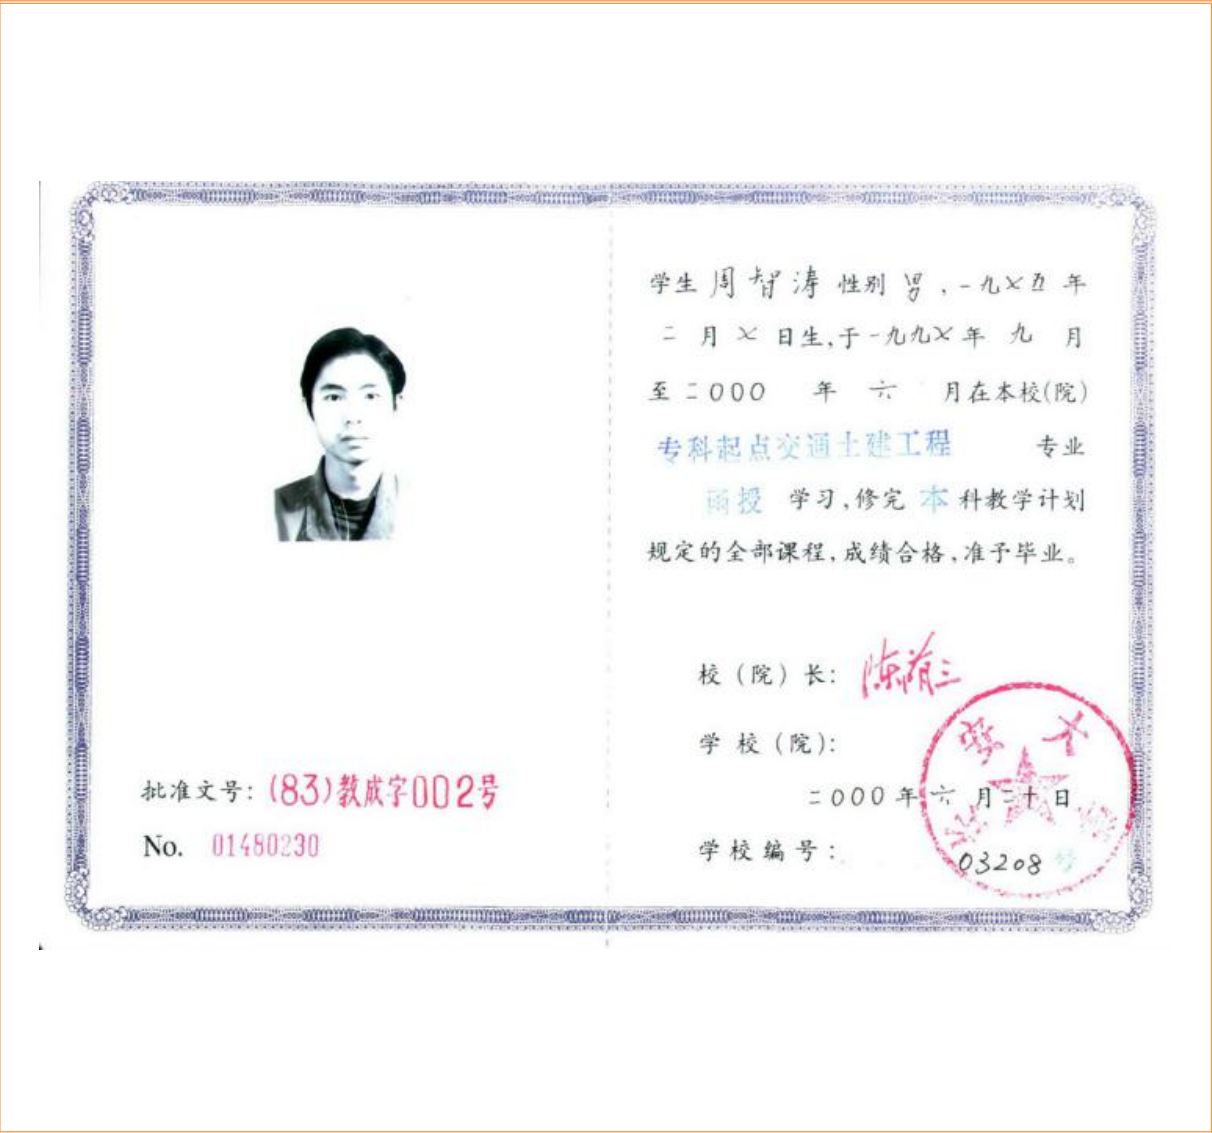 批准文号：(83)教成字002号
No. 01480230
学生 周智涛 性别 男，一九七五年
二月七日生，于一九九七年 九 月
至二000 年 六 月在本校(院)
专科起点交通土建工程 专业
函授 学习，修完 本 科教学计划
规定的全部课程，成绩合格，准予毕业。
校（院）长：
学校（院）：
二000年六月二十日
学校编号： 03208 号